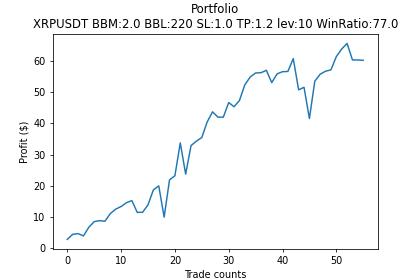 Portfolio
XRPUSDT BBM:2.0 BBL:220 SL:1.0 TP:1.2 lev:10 WinRatio:77.0
Profit ($)
60
50
40
30
20
10
0
0 10 20 30 40 50
Trade counts